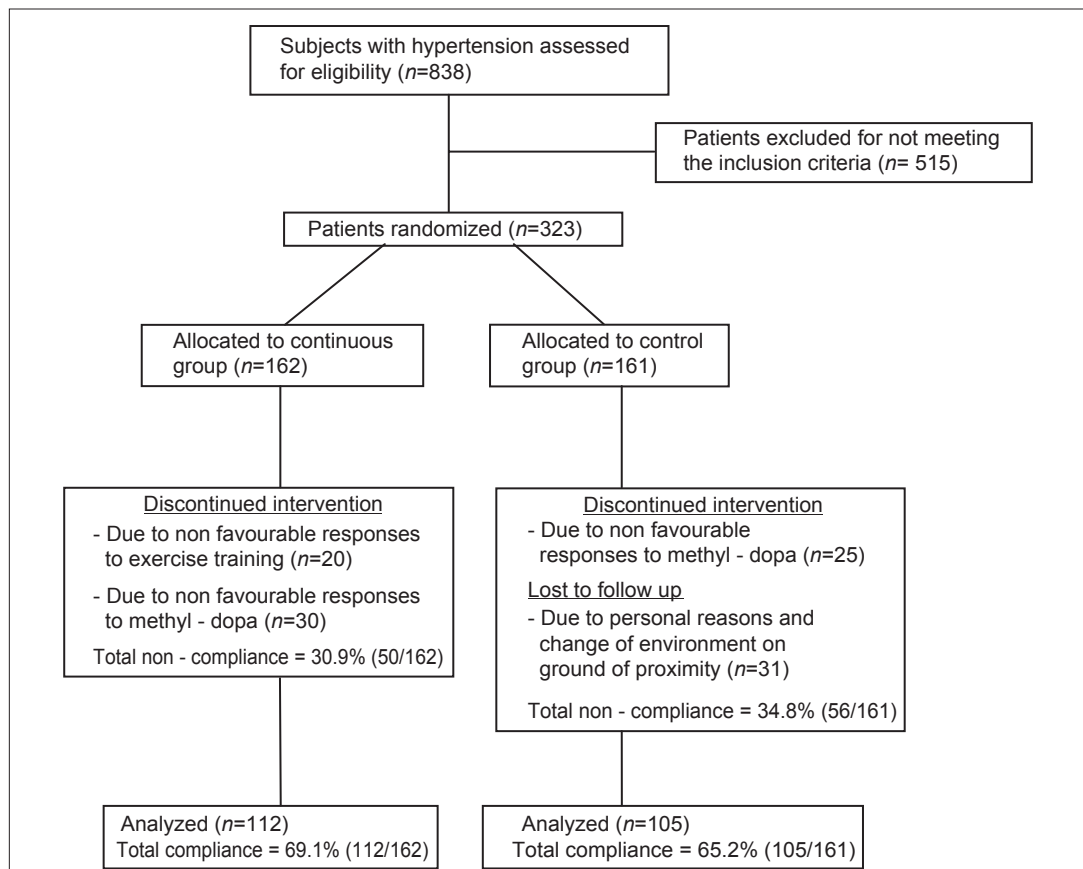 Subjects with hypertension assessed
for eligibility (n=838)
Patients excluded for not meeting
the inclusion criteria (n= 515)
Patients randomized (n=323)
Allocated to continuous
group (n=162)
Allocated to control
group (n=161)
Discontinued intervention
- Due to non favourable responses
to exercise training (n=20)
- Due to non favourable responses
to methyl - dopa (n=30)
Total non - compliance = 30.9% (50/162)
Discontinued intervention
- Due to non favourable
responses to methyl - dopa (n=25)
Lost to follow up
- Due to personal reasons and
change of environment on
ground of proximity (n=31)
Total non - compliance = 34.8% (56/161)
Analyzed (n=112)
Total compliance = 69.1% (112/162)
Analyzed (n=105)
Total compliance = 65.2% (105/161)